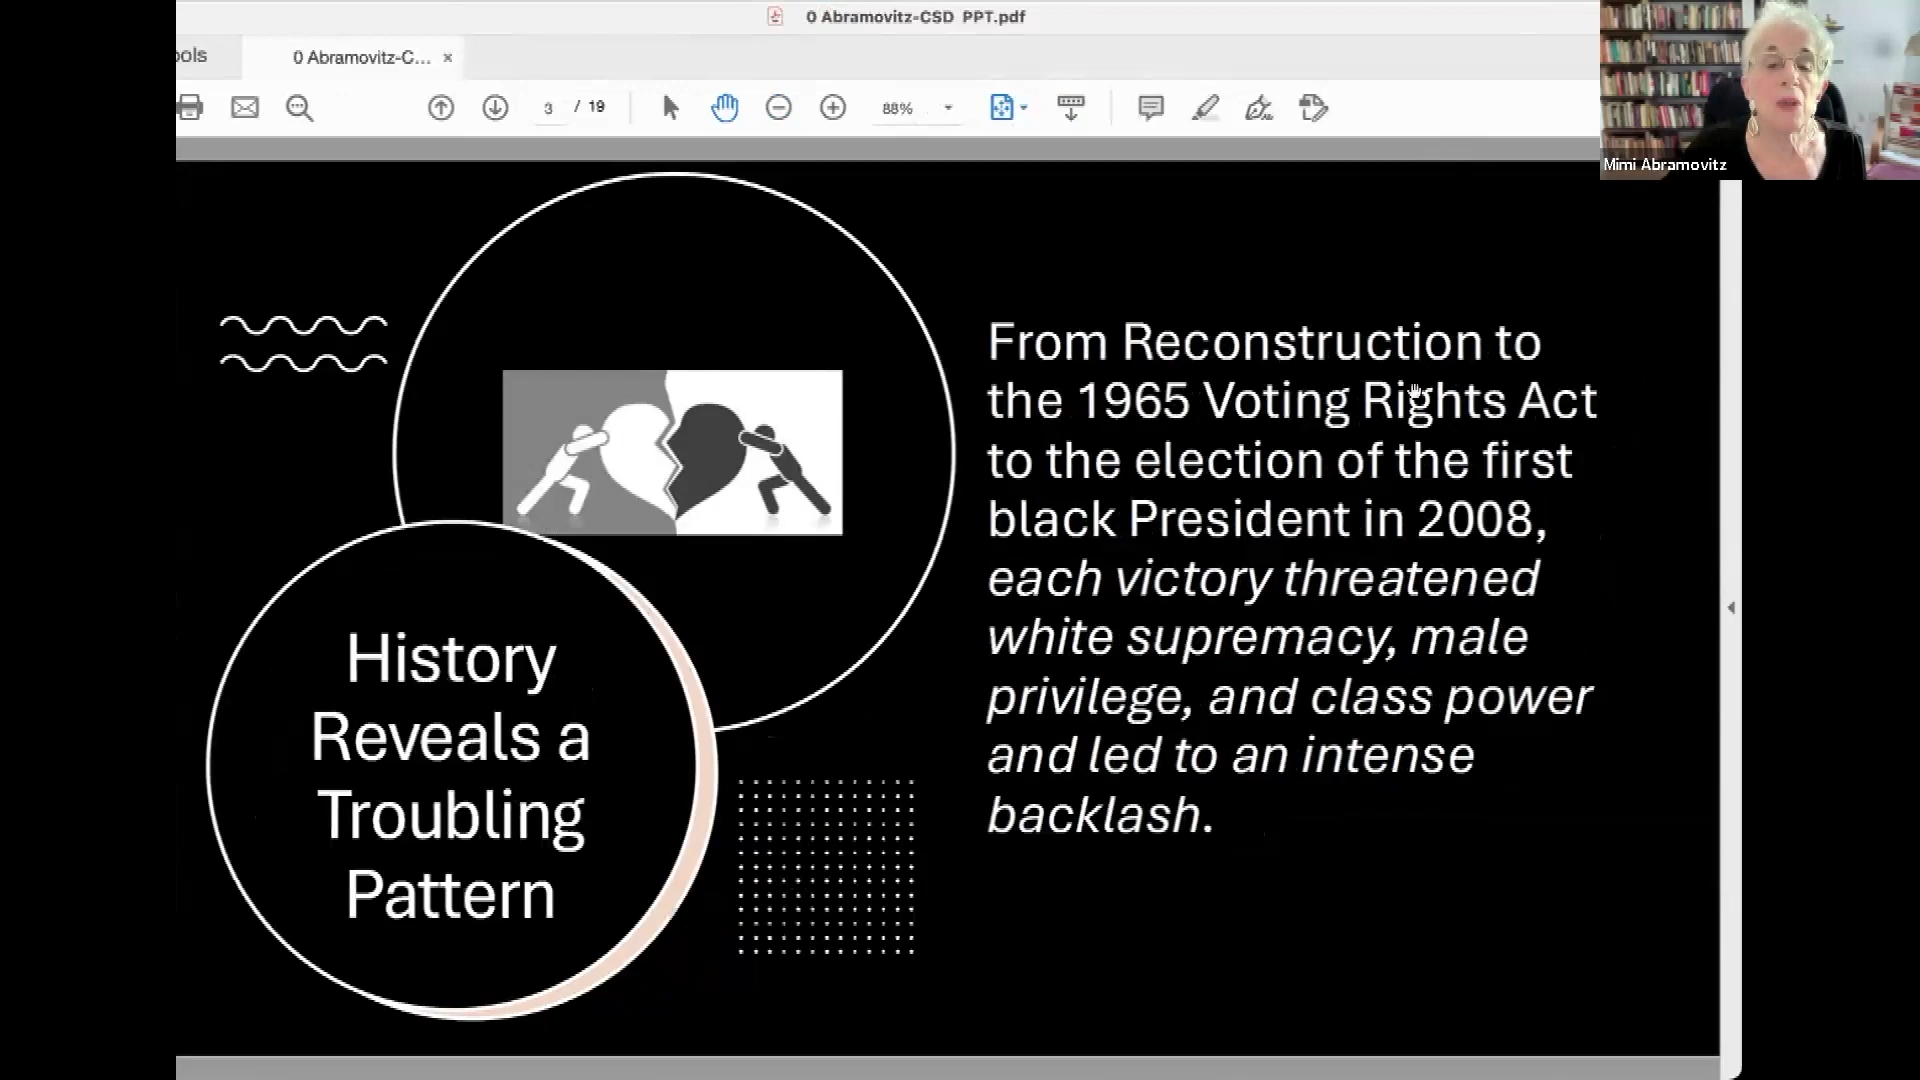 0 Abramovitz-CSD PPT.pdf
ools
0 Abramovitz-C... ×
3 / 19
88%
Mimi Abramovitz
From Reconstruction to
the 1965 Voting Rights Act
to the election of the first
black President in 2008,
each victory threatened
white supremacy, male
privilege, and class power
and led to an intense
backlash.
History
Reveals a
Troubling
Pattern